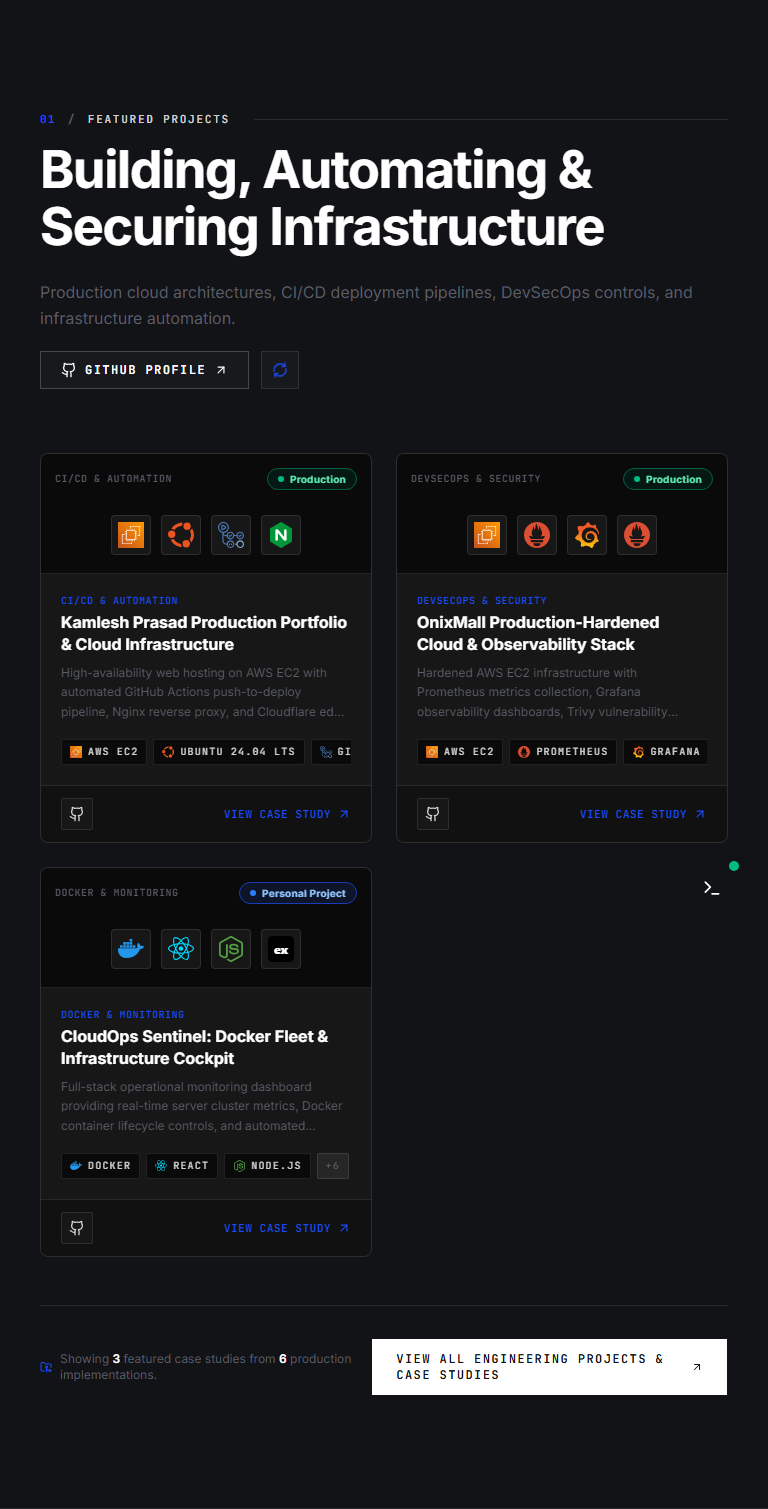 01 / FEATURED PROJECTS
Building, Automating &
Securing Infrastructure
Production cloud architectures, CI/CD deployment pipelines, DevSecOps controls, and
infrastructure automation.
GITHUB PROFILE
CI/CD & AUTOMATION
Production
CI/CD & AUTOMATION
Kamlesh Prasad Production Portfolio
& Cloud Infrastructure
High-availability web hosting on AWS EC2 with
automated GitHub Actions push-to-deploy
pipeline, Nginx reverse proxy, and Cloudflare ed...
AWS EC2
UBUNTU 24.04 LTS
GI
VIEW CASE STUDY
DEVSECOPS & SECURITY
Production
DEVSECOPS & SECURITY
OnixMall Production-Hardened
Cloud & Observability Stack
Hardened AWS EC2 infrastructure with
Prometheus metrics collection, Grafana
observability dashboards, Trivy vulnerability...
AWS EC2
PROMETHEUS
GRAFANA
VIEW CASE STUDY
DOCKER & MONITORING
Personal Project
JS
ex
DOCKER & MONITORING
CloudOps Sentinel: Docker Fleet &
Infrastructure Cockpit
Full-stack operational monitoring dashboard
providing real-time server cluster metrics, Docker
container lifecycle controls, and automated...
DOCKER
REACT
NODE.JS
+6
VIEW CASE STUDY
Showing 3 featured case studies from 6 production
implementations.
VIEW ALL ENGINEERING PROJECTS &
CASE STUDIES